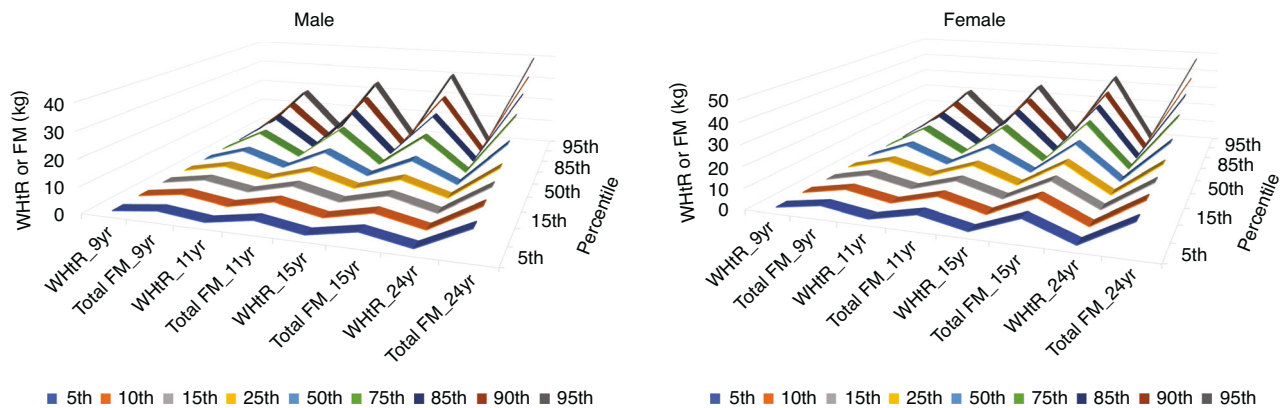 Male
WHtR or FM (kg)
40
30
20
10
0
WHtR_9yr
Total FM_9yr
WHtR_11yr
Total FM_11yr
WHtR_15yr
Total FM_15yr
WHtR_24yr
Total FM_24yr
95th
85th
50th
15th
5th
Percentile
5th 10th 15th 25th 50th 75th 85th 90th 95th
Female
WHtR or FM (kg)
50
40
30
20
10
0
WHtR_9yr
Total FM_9yr
WHtR_11yr
Total FM_11yr
WHtR_15yr
Total FM_15yr
WHtR_24yr
Total FM_24yr
95th
85th
50th
15th
5th
Percentile
5th 10th 15th 25th 50th 75th 85th 90th 95th